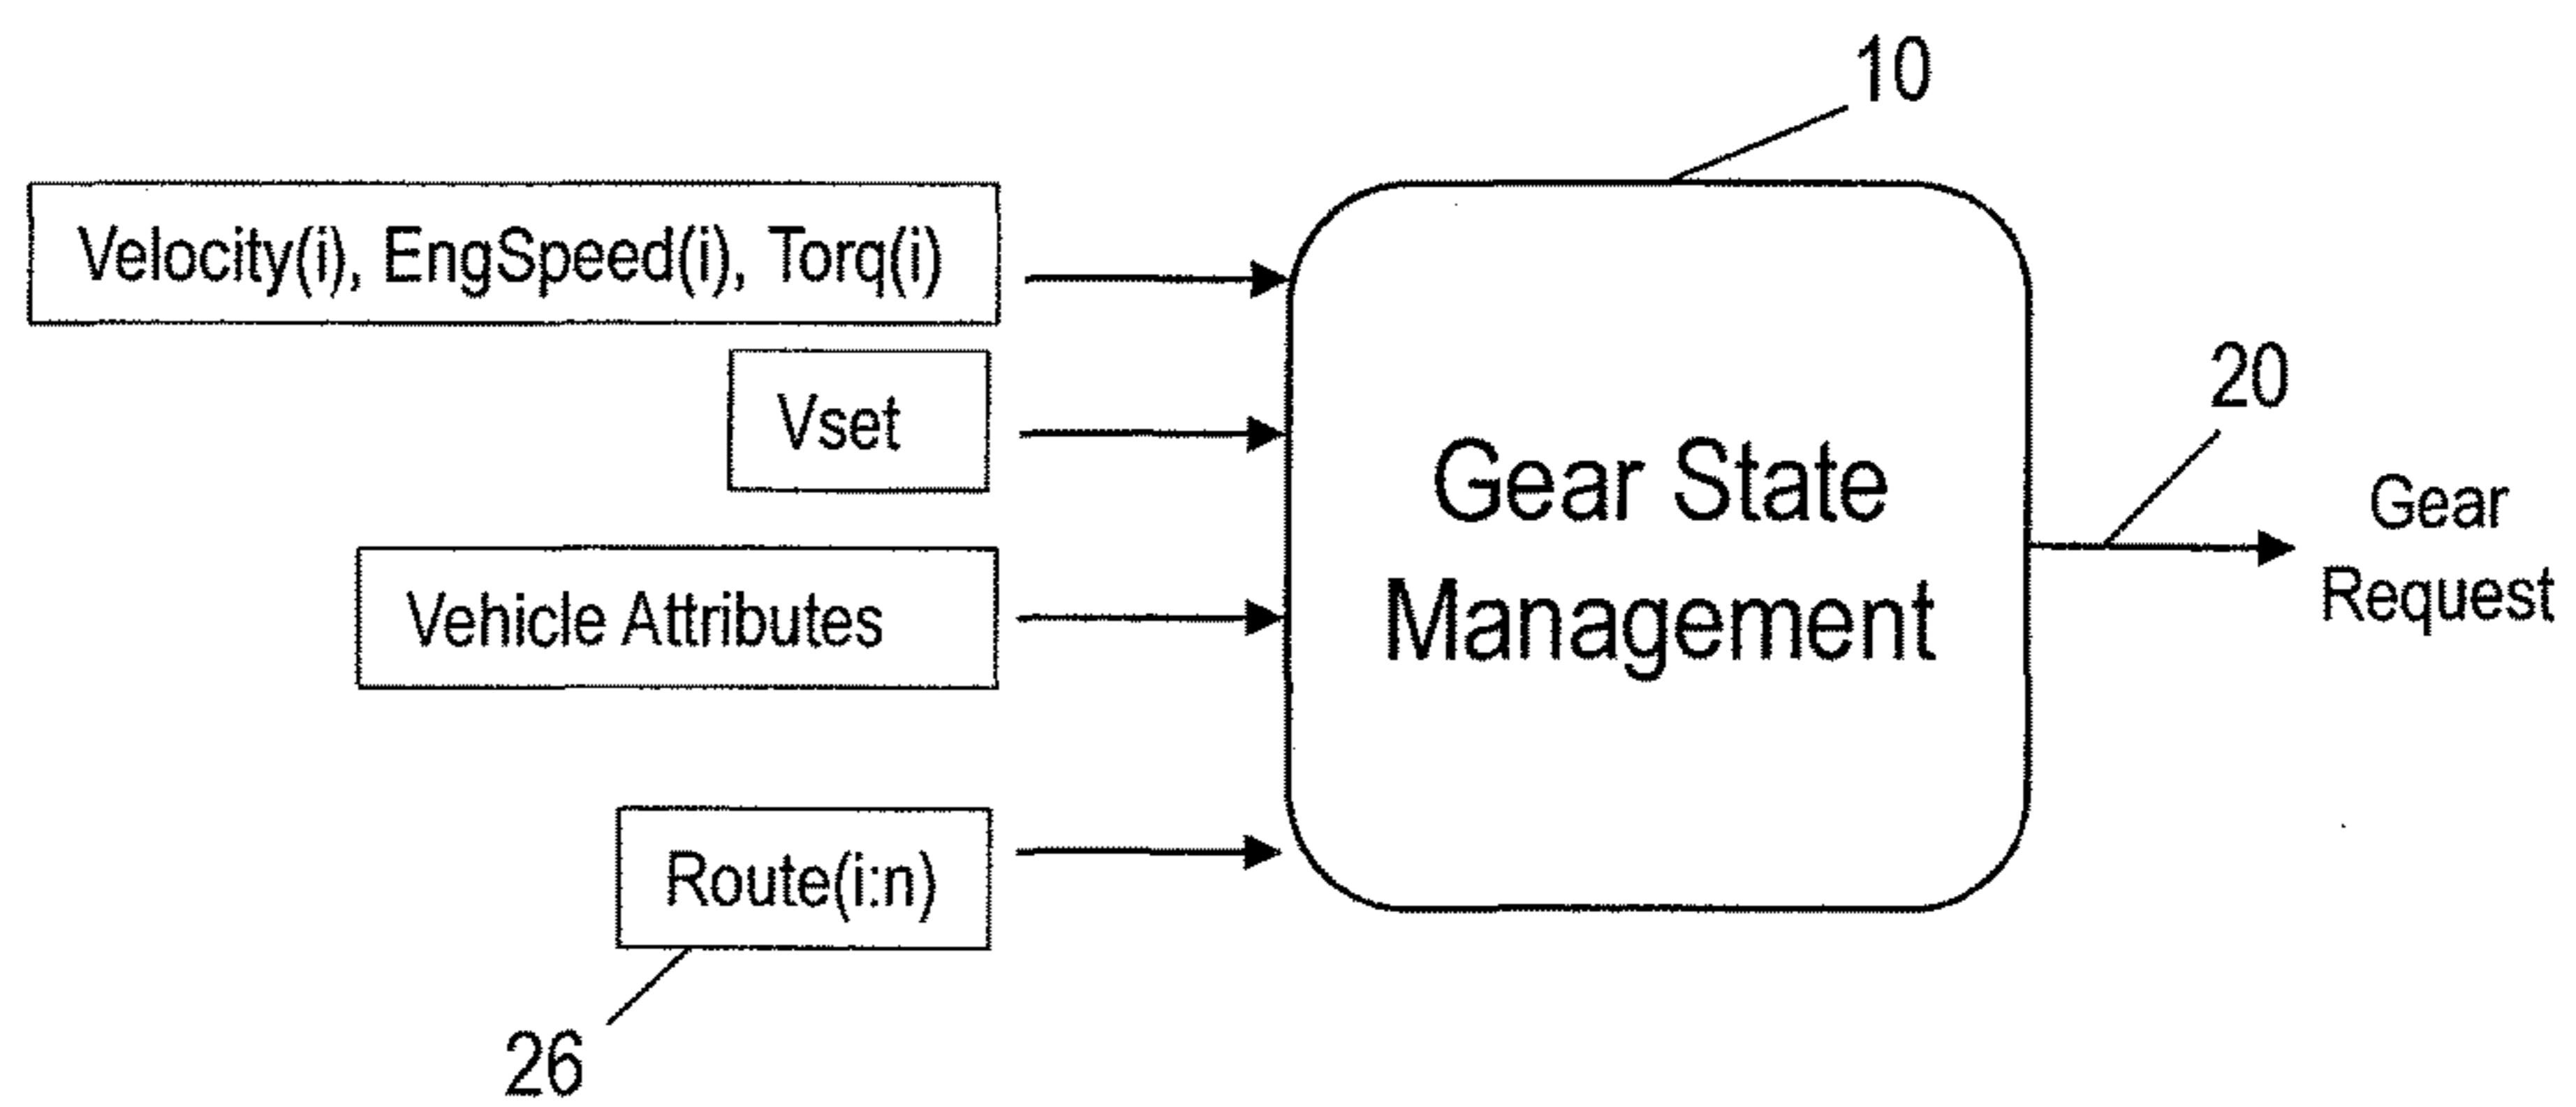 10
Velocity(i), EngSpeed(i), Torq(i)
Vset
Vehicle Attributes
Route(i:n)
26
Gear State
Management
20
Gear
Request